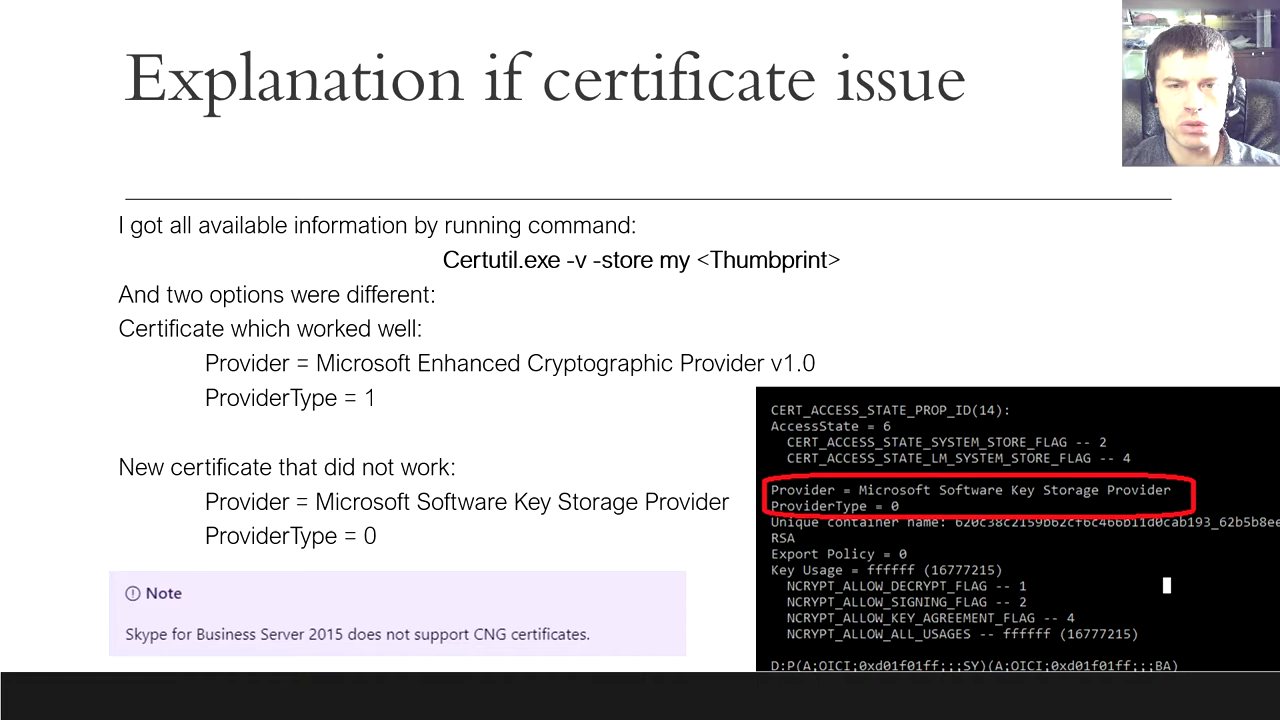 Explanation if certificate issue
I got all available information by running command:
Certutil.exe -v -store my <Thumbprint>
And two options were different:
Certificate which worked well:
Provider = Microsoft Enhanced Cryptographic Provider v1.0
ProviderType = 1
New certificate that did not work:
Provider = Microsoft Software Key Storage Provider
ProviderType = 0
Note
Skype for Business Server 2015 does not support CNG certificates.
CERT_ACCESS_STATE_PROP_ID(14):
AccessState = 6
CERT_ACCESS_STATE_SYSTEM_STORE_FLAG -- 2
CERT_ACCESS_STATE_LM_SYSTEM_STORE_FLAG -- 4
Provider = Microsoft Software Key Storage Provider
ProviderType = 0
Unique container name:
RSA
Export Policy = 0
Key Usage = ffffff (16777215)
NCRYPT_ALLOW_DECRYPT_FLAG -- 1
NCRYPT_ALLOW_SIGNING_FLAG -- 2
NCRYPT_ALLOW_KEY_AGREEMENT_FLAG -- 4
NCRYPT_ALLOW_ALL_USAGES -- ffffff (16777215)
D:P(A;OICI;0xd01f01ff;;;SY)(A;OICI;0xd01f01ff;;;BA)